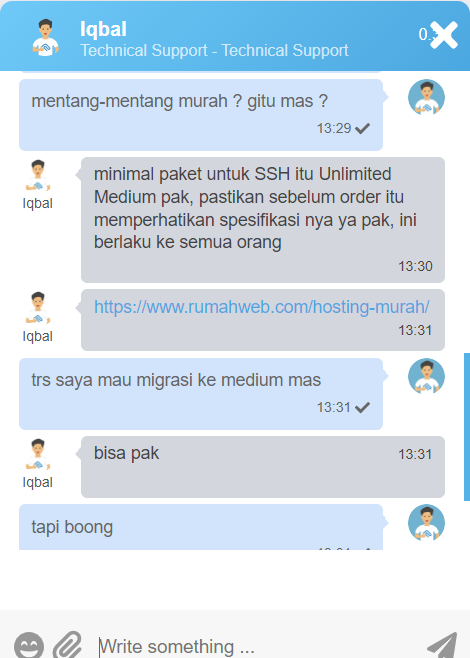 Iqbal
Technical Support - Technical Support
mentang-mentang murah ? gitu mas ?
13:29
Iqbal
minimal paket untuk SSH itu Unlimited
Medium pak, pastikan sebelum order itu
memperhatikan spesifikasi nya ya pak, ini
berlaku ke semua orang
13:30
Iqbal
https://www.rumahweb.com/hosting-murah/
13:31
trs saya mau migrasi ke medium mas
13:31
Iqbal
bisa pak
13:31
tapi boong
Write something ...